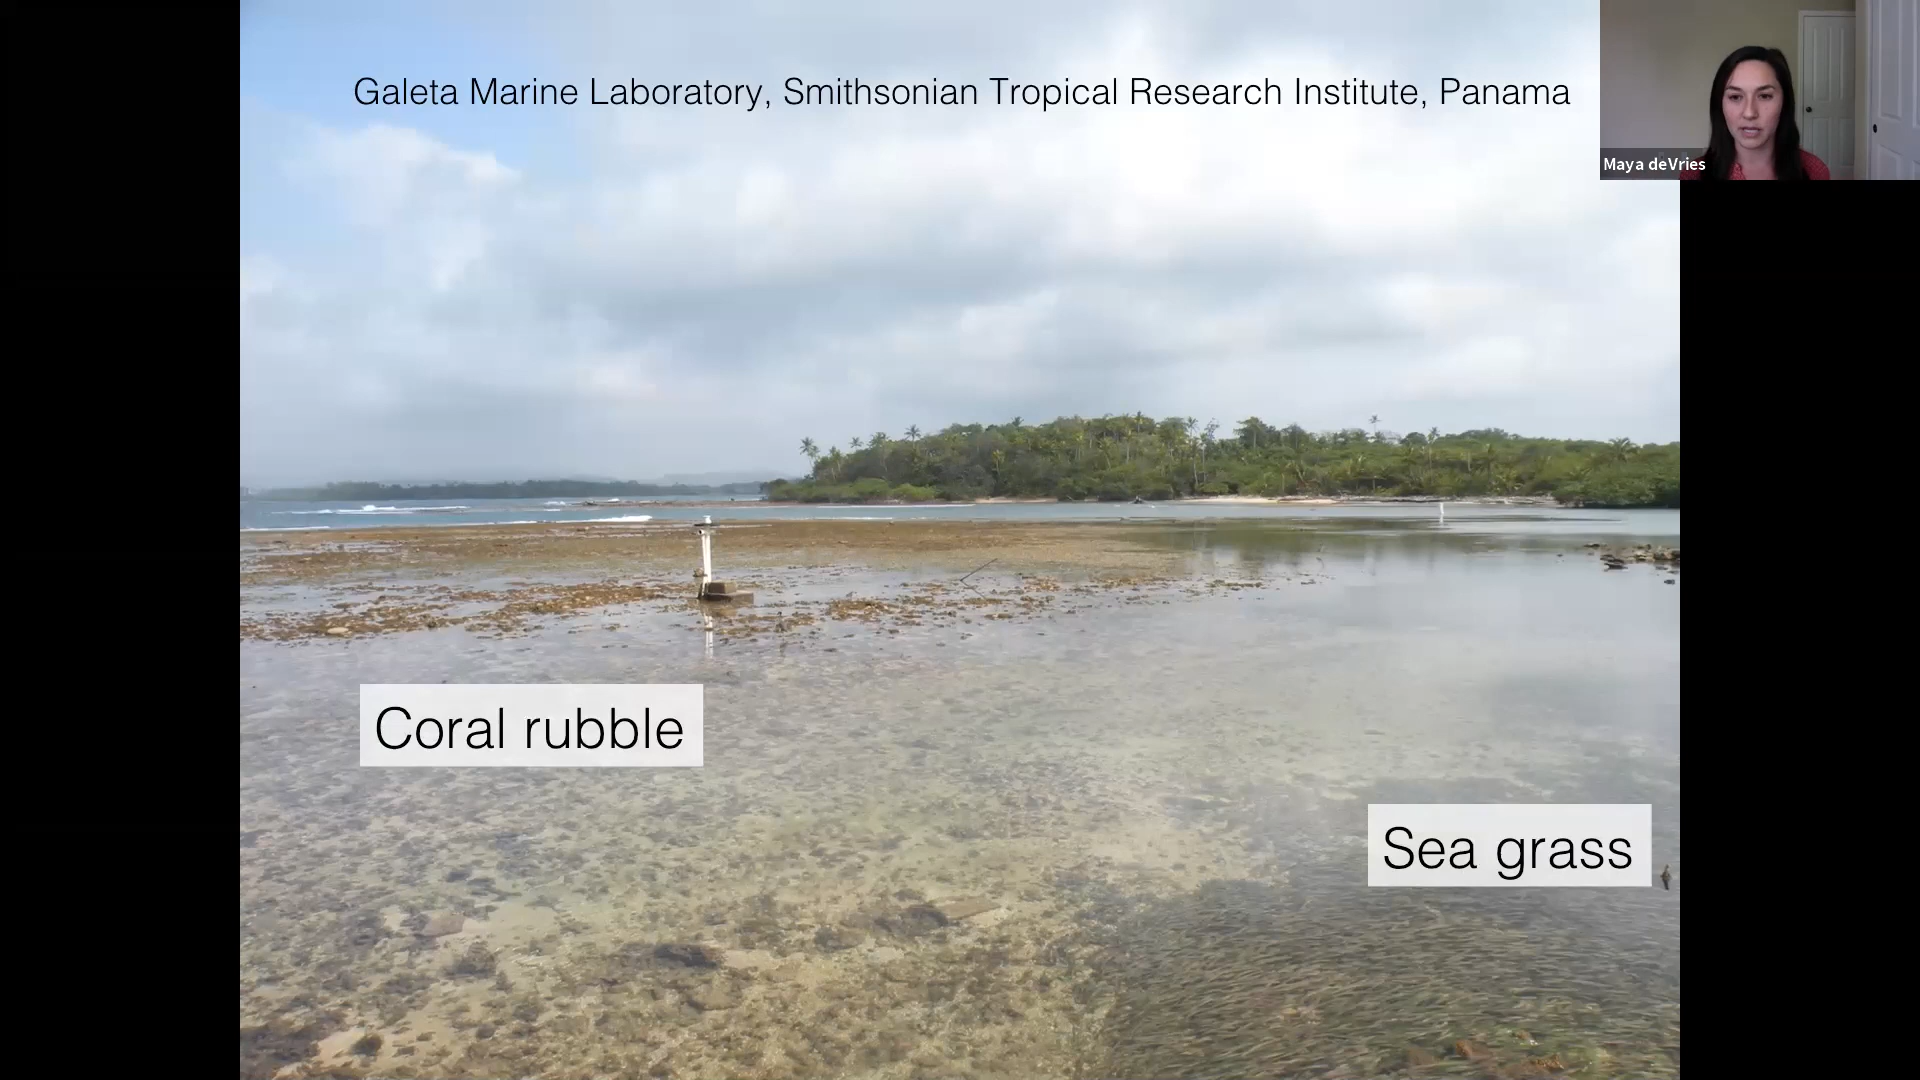 Galeta Marine Laboratory, Smithsonian Tropical Research Institute, Panama
Maya deVries
Coral rubble
Sea grass